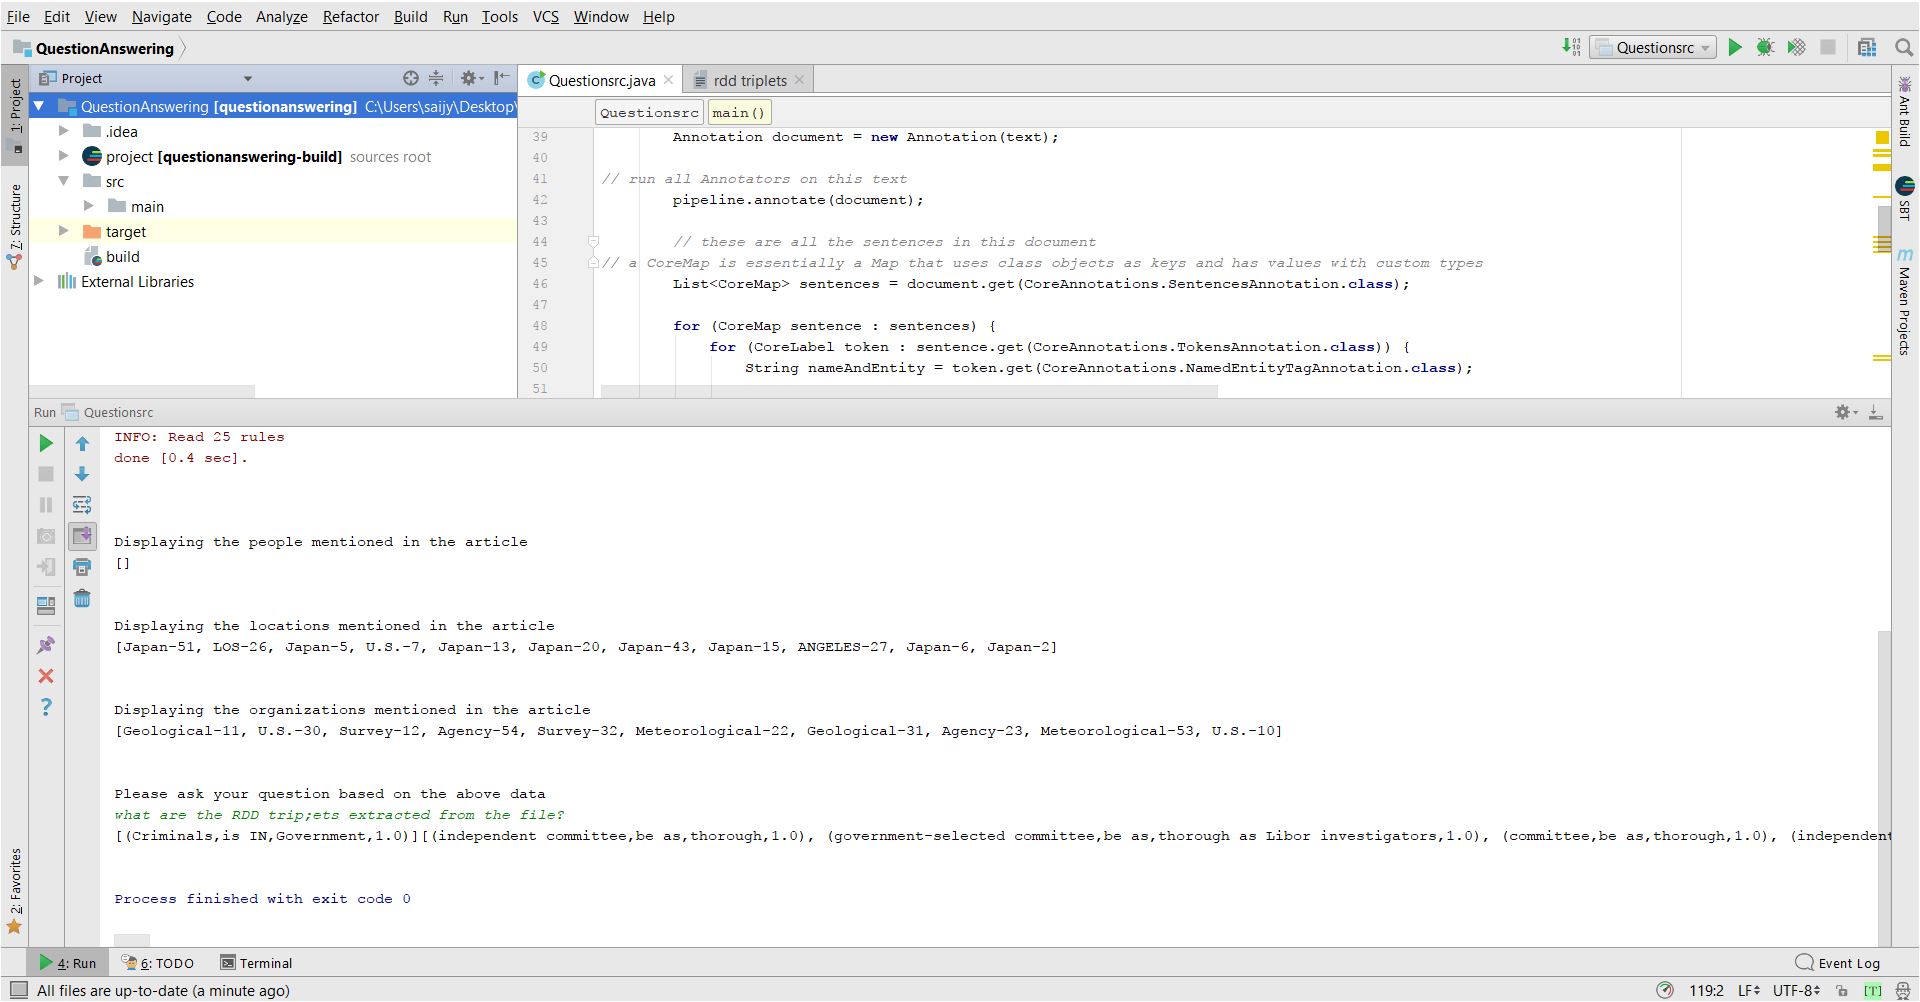 File Edit View Navigate Code Analyze Refactor Build Run Tools VCS Window Help
QuestionAnswering
Questionsrc
1: Project
7: Structure
2: Favorites
Project
QuestionAnswering [questionanswering] C:\Users\saijy\Desktop\
.idea
project [questionanswering-build] sources root
src
main
target
build
External Libraries
Questionsrc.java rdd triplets
Questionsrc main()
39 Annotation document = new Annotation(text);
40
41 // run all Annotators on this text
42 pipeline.annotate(document);
43
44 // these are all the sentences in this document
45 // a CoreMap is essentially a Map that uses class objects as keys and has values with custom types
46 List<CoreMap> sentences = document.get(CoreAnnotations.SentencesAnnotation.class);
47
48 for (CoreMap sentence : sentences) {
49 for (CoreLabel token : sentence.get(CoreAnnotations.TokensAnnotation.class)) {
50 String nameAndEntity = token.get(CoreAnnotations.NamedEntityTagAnnotation.class);
51
Ant Build
SBT
Maven Projects
Run Questionsrc
INFO: Read 25 rules
done [0.4 sec].
Displaying the people mentioned in the article
[]
Displaying the locations mentioned in the article
[Japan-51, LOS-26, Japan-5, U.S.-7, Japan-13, Japan-20, Japan-43, Japan-15, ANGELES-27, Japan-6, Japan-2]
Displaying the organizations mentioned in the article
[Geological-11, U.S.-30, Survey-12, Agency-54, Survey-32, Meteorological-22, Geological-31, Agency-23, Meteorological-53, U.S.-10]
Please ask your question based on the above data
what are the RDD trip;ets extracted from the file?
[(Criminals,is IN,Government,1.0)][(independent committee,be as,thorough,1.0), (government-selected committee,be as,thorough as Libor investigators,1.0), (committee,be as,thorough,1.0), (independent
Process finished with exit code 0
4: Run 6: TODO Terminal Event Log
All files are up-to-date (a minute ago) 119:2 LF UTF-8 [T]